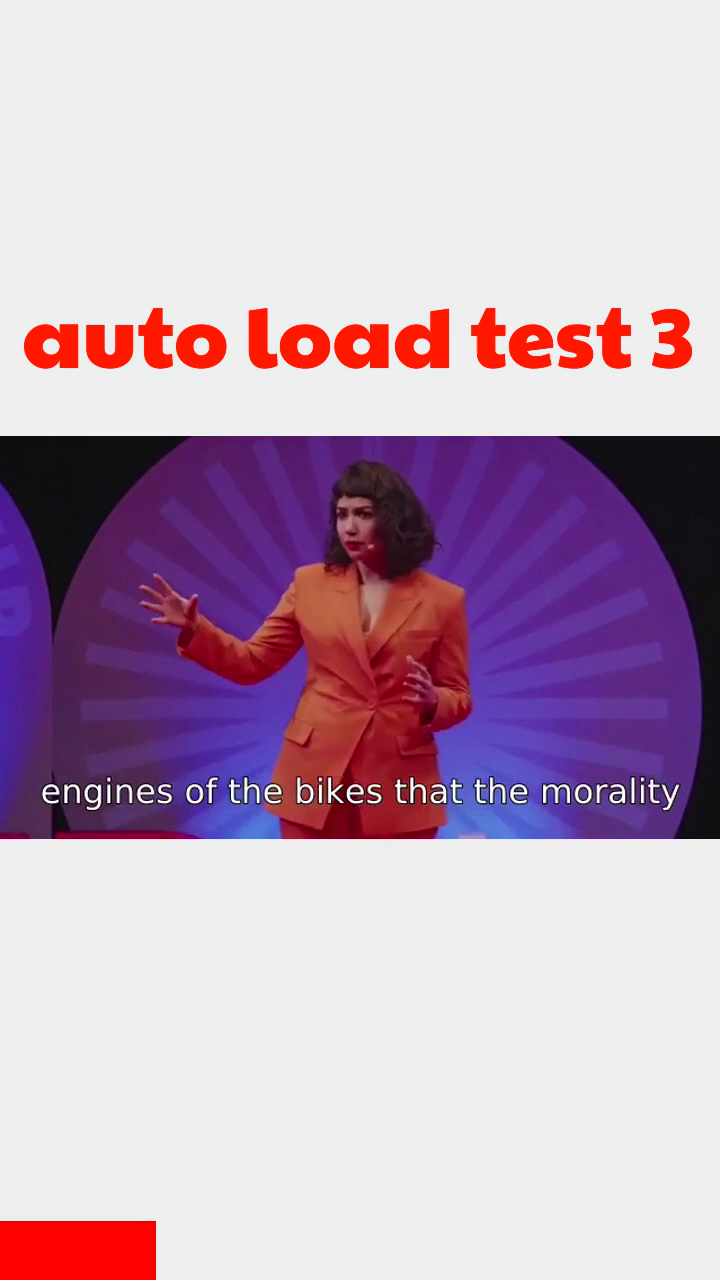 auto load test 3
engines of the bikes that the morality